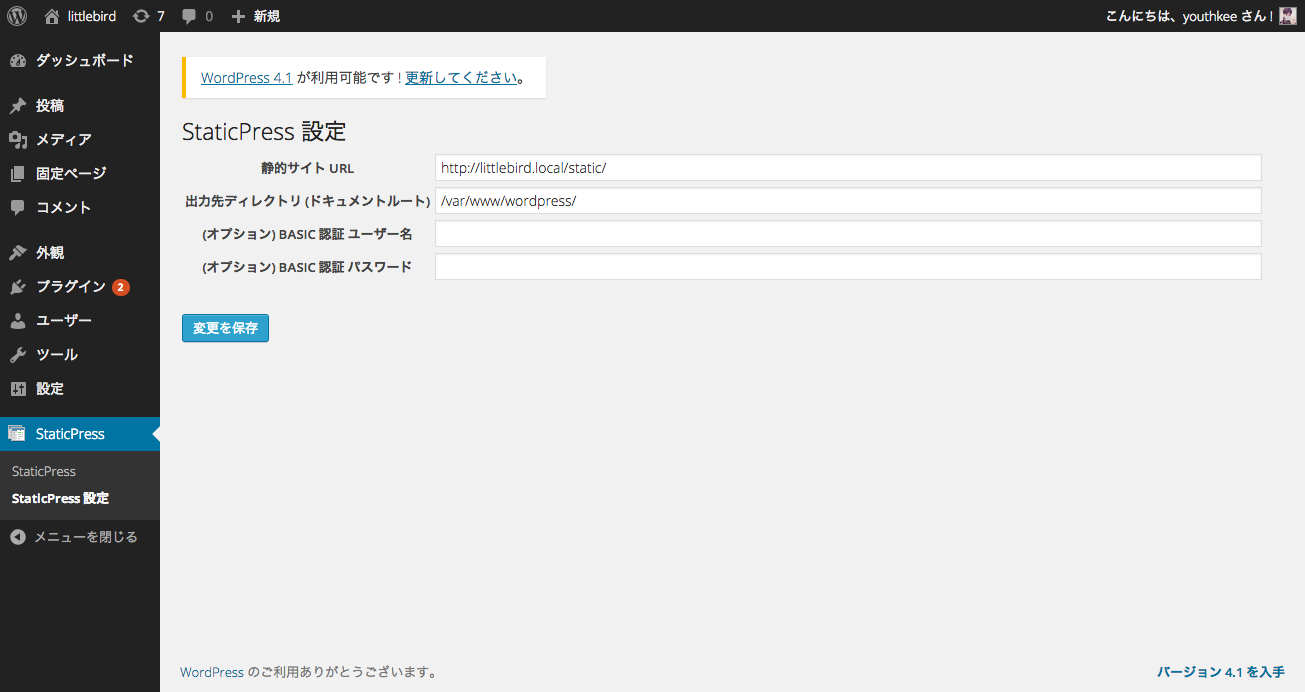 littlebird 7 0 新規 こんにちは、youthkee さん !
ダッシュボード
投稿
メディア
固定ページ
コメント
外観
プラグイン 2
ユーザー
ツール
設定
StaticPress
StaticPress
StaticPress 設定
メニューを閉じる
WordPress 4.1 が利用可能です ! 更新してください。
StaticPress 設定
静的サイト URL http://littlebird.local/static/
出力先ディレクトリ (ドキュメントルート) /var/www/wordpress/
(オプション) BASIC 認証 ユーザー名
(オプション) BASIC 認証 パスワード
変更を保存
WordPress のご利用ありがとうございます。 バージョン 4.1 を入手